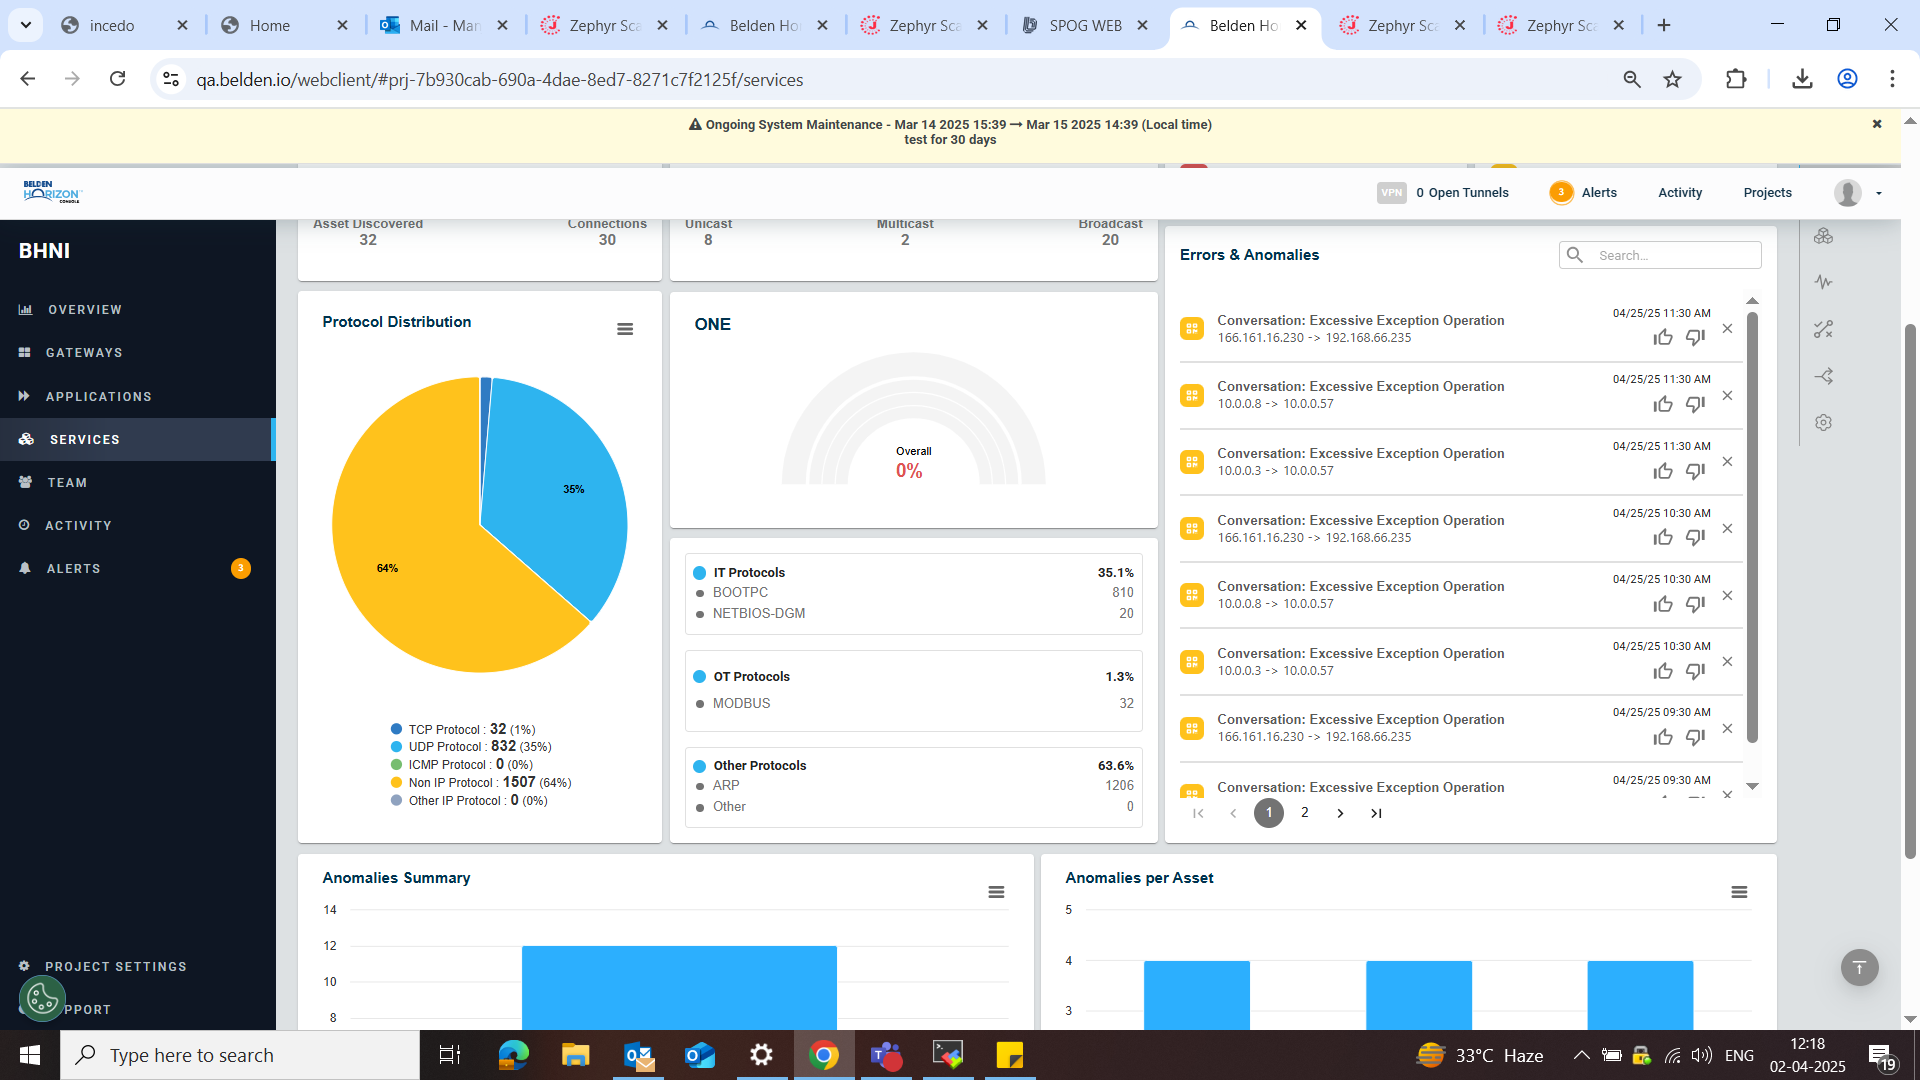 incedo
Home
Mail - Man
Zephyr Sca
Belden Ho
Zephyr Sca
SPOG WEB
Belden Ho
Zephyr Sca
Zephyr Sca
qa.belden.io/webclient/#prj-7b930cab-690a-4dae-8ed7-8271c7f2125f/services
Ongoing System Maintenance - Mar 14 2025 15:39 → Mar 15 2025 14:39 (Local time)
test for 30 days
BELDEN
HORIZON
CONSOLE
VPN 0 Open Tunnels
3 Alerts
Activity
Projects
BHNI
OVERVIEW
GATEWAYS
APPLICATIONS
SERVICES
TEAM
ACTIVITY
ALERTS 3
PROJECT SETTINGS
PPORT
Asset Discovered
32
Connections
30
Unicast
8
Multicast
2
Broadcast
20
Protocol Distribution
35%
64%
TCP Protocol : 32 (1%)
UDP Protocol : 832 (35%)
ICMP Protocol : 0 (0%)
Non IP Protocol : 1507 (64%)
Other IP Protocol : 0 (0%)
ONE
Overall
0%
IT Protocols 35.1%
BOOTPC 810
NETBIOS-DGM 20
OT Protocols 1.3%
MODBUS 32
Other Protocols 63.6%
ARP 1206
Other 0
Errors & Anomalies
Search...
Conversation: Excessive Exception Operation 04/25/25 11:30 AM
166.161.16.230 -> 192.168.66.235
Conversation: Excessive Exception Operation 04/25/25 11:30 AM
10.0.0.8 -> 10.0.0.57
Conversation: Excessive Exception Operation 04/25/25 11:30 AM
10.0.0.3 -> 10.0.0.57
Conversation: Excessive Exception Operation 04/25/25 10:30 AM
166.161.16.230 -> 192.168.66.235
Conversation: Excessive Exception Operation 04/25/25 10:30 AM
10.0.0.8 -> 10.0.0.57
Conversation: Excessive Exception Operation 04/25/25 10:30 AM
10.0.0.3 -> 10.0.0.57
Conversation: Excessive Exception Operation 04/25/25 09:30 AM
166.161.16.230 -> 192.168.66.235
Conversation: Excessive Exception Operation 04/25/25 09:30 AM
1 2
Anomalies Summary
14
12
10
8
Anomalies per Asset
5
4
3
Type here to search
33°C Haze
ENG
12:18
02-04-2025
19